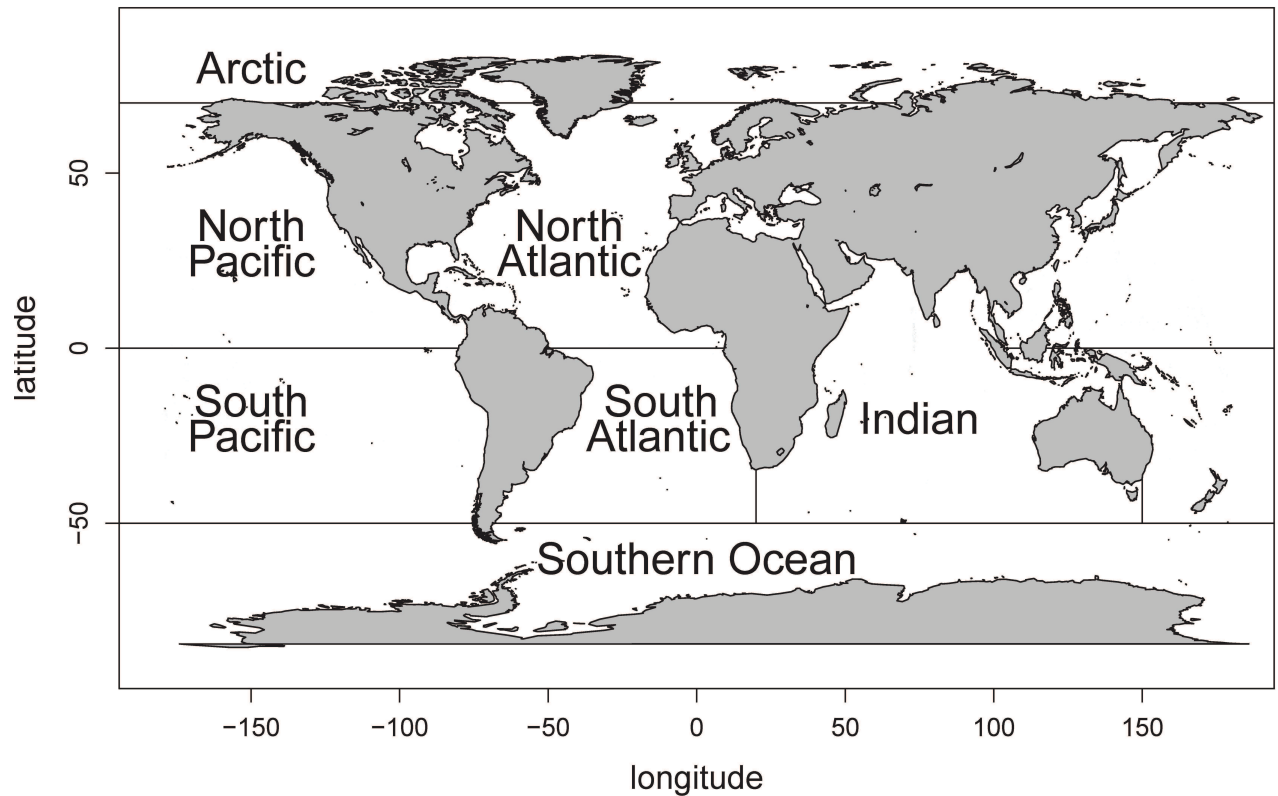 Arctic
50
North
Pacific
North
Atlantic
latitude
0
South
Pacific
South
Atlantic
Indian
−50
Southern Ocean
−150
−100
−50
0
50
100
150
longitude